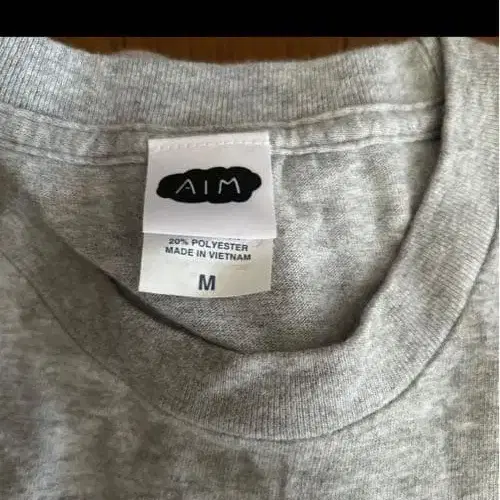 AIM
20% POLYESTER
MADE IN VIETNAM
M